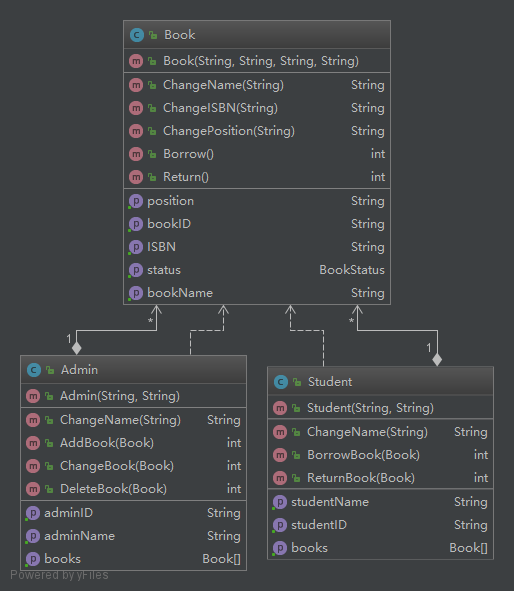 Book
Book(String, String, String, String)
ChangeName(String) String
ChangeISBN(String) String
ChangePosition(String) String
Borrow() int
Return() int
position String
bookID String
ISBN String
status BookStatus
bookName String
1 *
* 1
Admin
Admin(String, String)
ChangeName(String) String
AddBook(Book) int
ChangeBook(Book) int
DeleteBook(Book) int
adminID String
adminName String
books Book[]
Student
Student(String, String)
ChangeName(String) String
BorrowBook(Book) int
ReturnBook(Book) int
studentName String
studentID String
books Book[]
Powered by yFiles